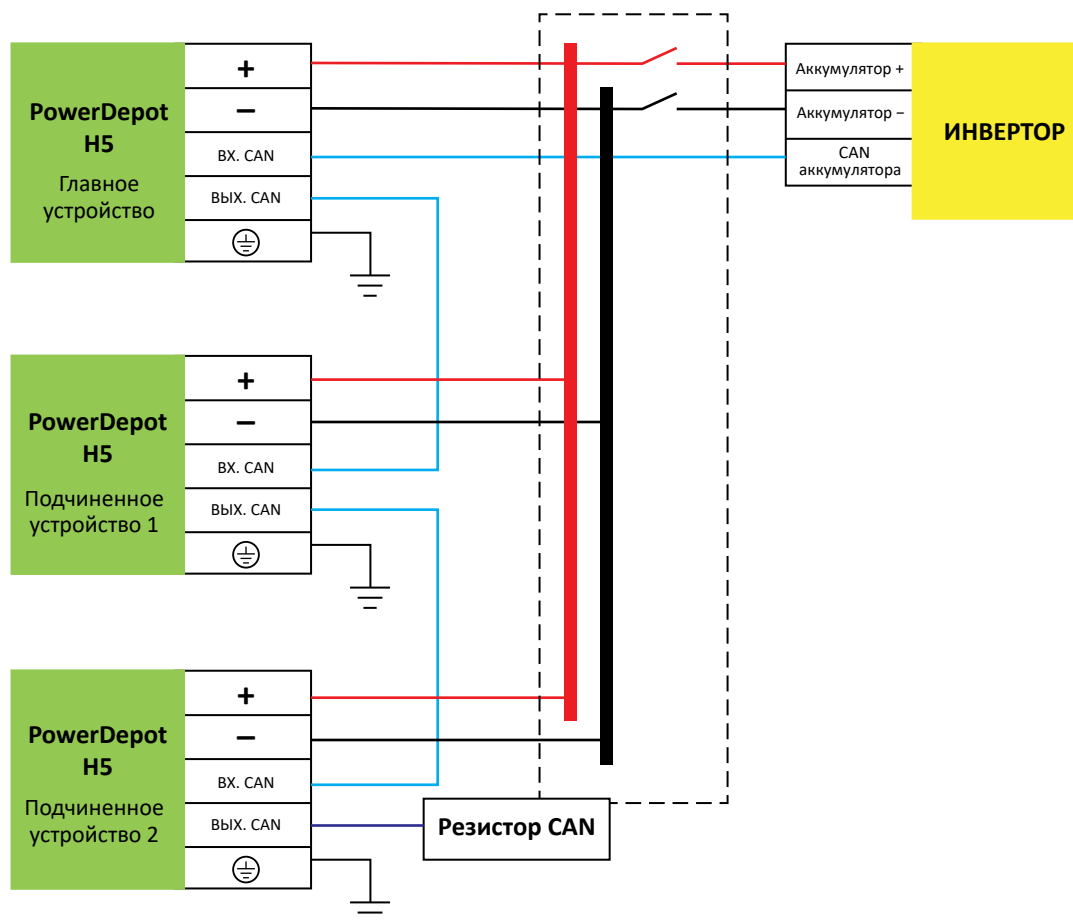 PowerDepot
H5
Главное
устройство
+
−
ВХ. CAN
ВЫХ. CAN
Аккумулятор +
Аккумулятор −
CAN
аккумулятора
ИНВЕРТОР
PowerDepot
H5
Подчиненное
устройство 1
+
−
ВХ. CAN
ВЫХ. CAN
PowerDepot
H5
Подчиненное
устройство 2
+
−
ВХ. CAN
ВЫХ. CAN
Резистор CAN